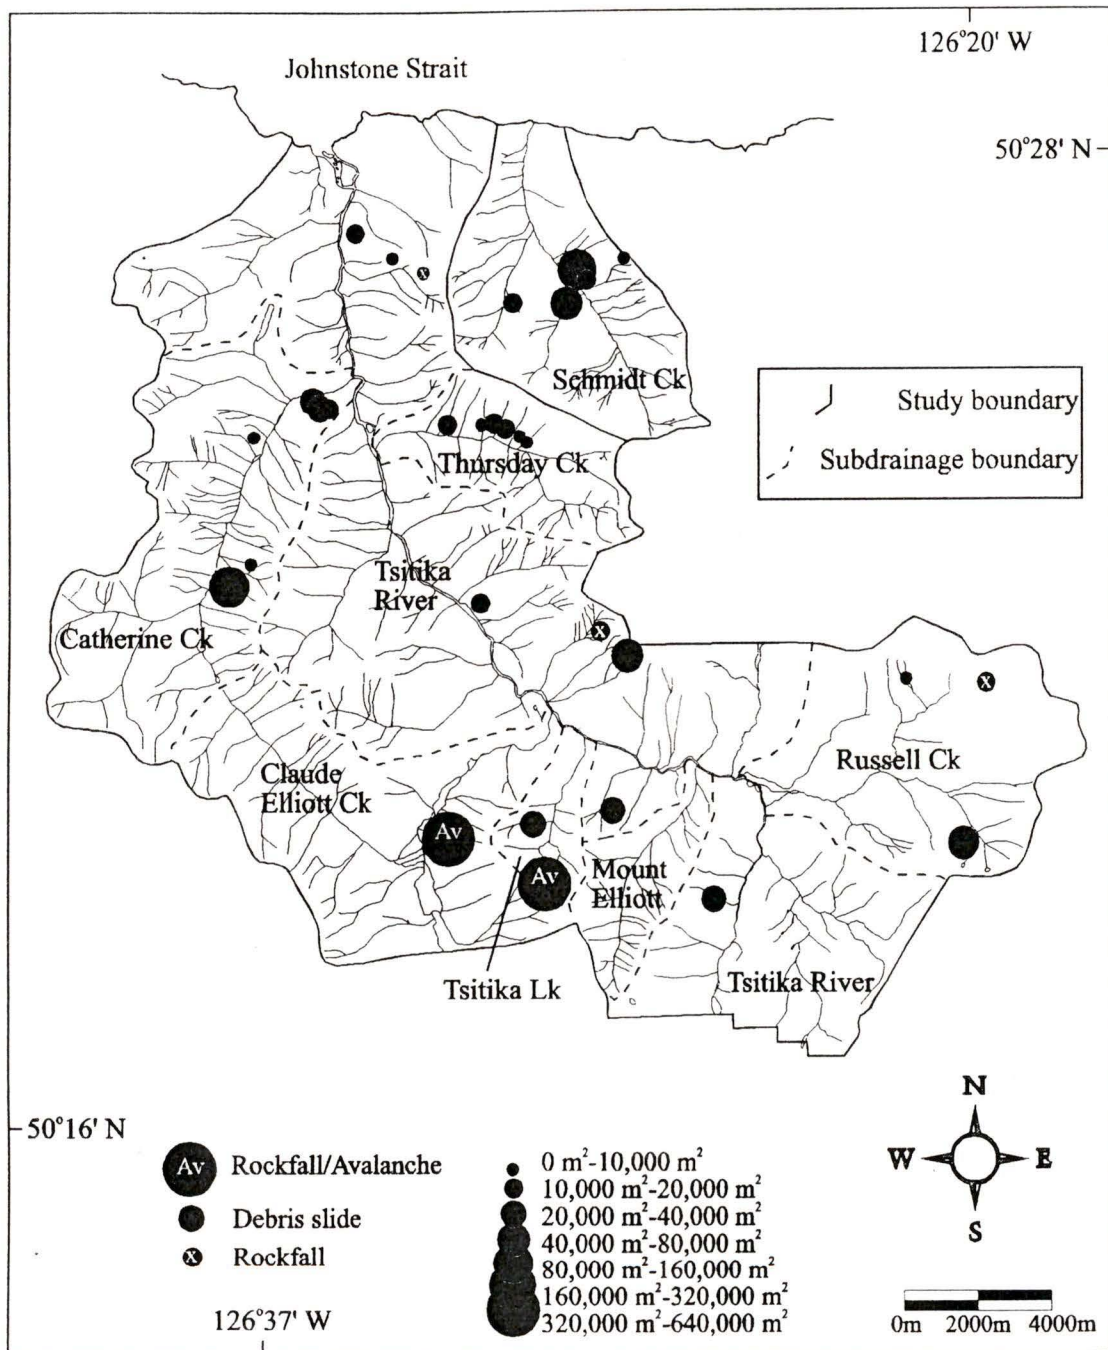 126°20' W
Johnstone Strait
50°28' N
Schmidt Ck
Study boundary
Subdrainage boundary
Thursday Ck
Tsitika
River
Catherine Ck
Russell Ck
Claude
Elliott Ck
Av
Av
Mount
Elliott
Tsitika Lk
Tsitika River
X
X
X
50°16' N
N
W
E
S
Av Rockfall/Avalanche
Debris slide
X Rockfall
0 m²-10,000 m²
10,000 m²-20,000 m²
20,000 m²-40,000 m²
40,000 m²-80,000 m²
80,000 m²-160,000 m²
160,000 m²-320,000 m²
320,000 m²-640,000 m²
126°37' W
0m 2000m 4000m